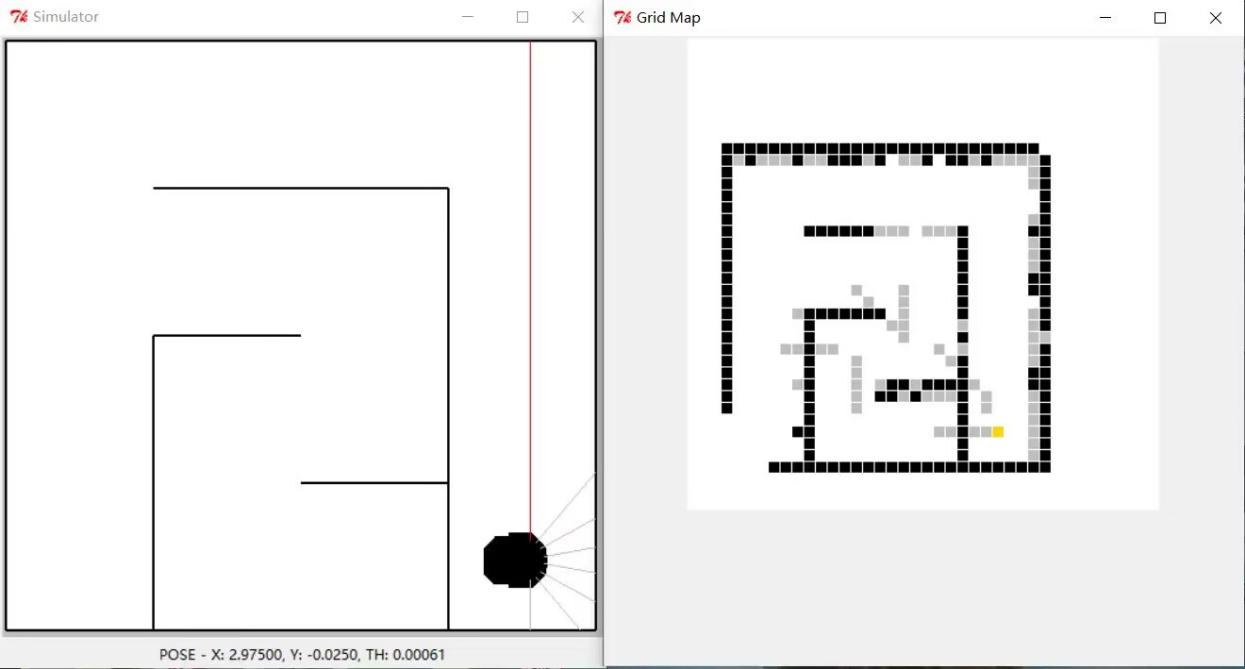 Simulator
Grid Map
POSE - X: 2.97500, Y: -0.0250, TH: 0.00061